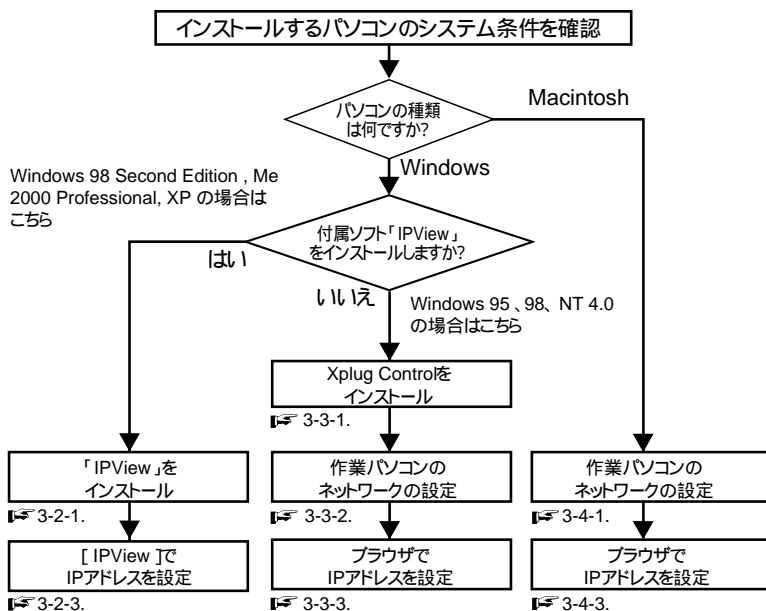 インストールするパソコンのシステム条件を確認
パソコンの種類
は何ですか?
Macintosh
Windows
Windows 98 Second Edition , Me
2000 Professional, XP の場合は
こちら
付属ソフト「IPView」
をインストールしますか?
はい
いいえ
Windows 95 、98、 NT 4.0
の場合はこちら
Xplug Controlを
インストール
☞ 3-3-1.
「IPView」を
インストール
☞ 3-2-1.
作業パソコンの
ネットワークの設定
☞ 3-3-2.
作業パソコンの
ネットワークの設定
☞ 3-4-1.
[ IPView ]で
IPアドレスを設定
☞ 3-2-3.
ブラウザで
IPアドレスを設定
☞ 3-3-3.
ブラウザで
IPアドレスを設定
☞ 3-4-3.